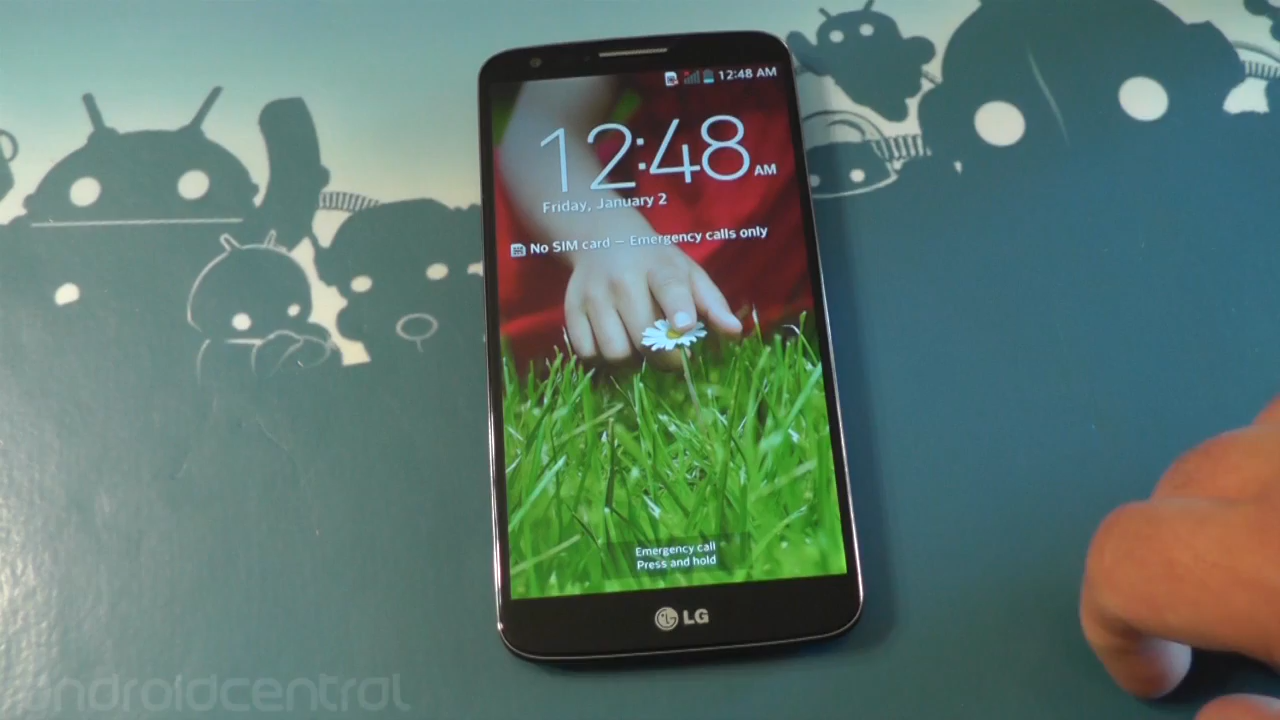 12:48 AM
12:48 AM
Friday, January 2
No SIM card – Emergency calls only
Emergency call
Press and hold
LG
androidcentral